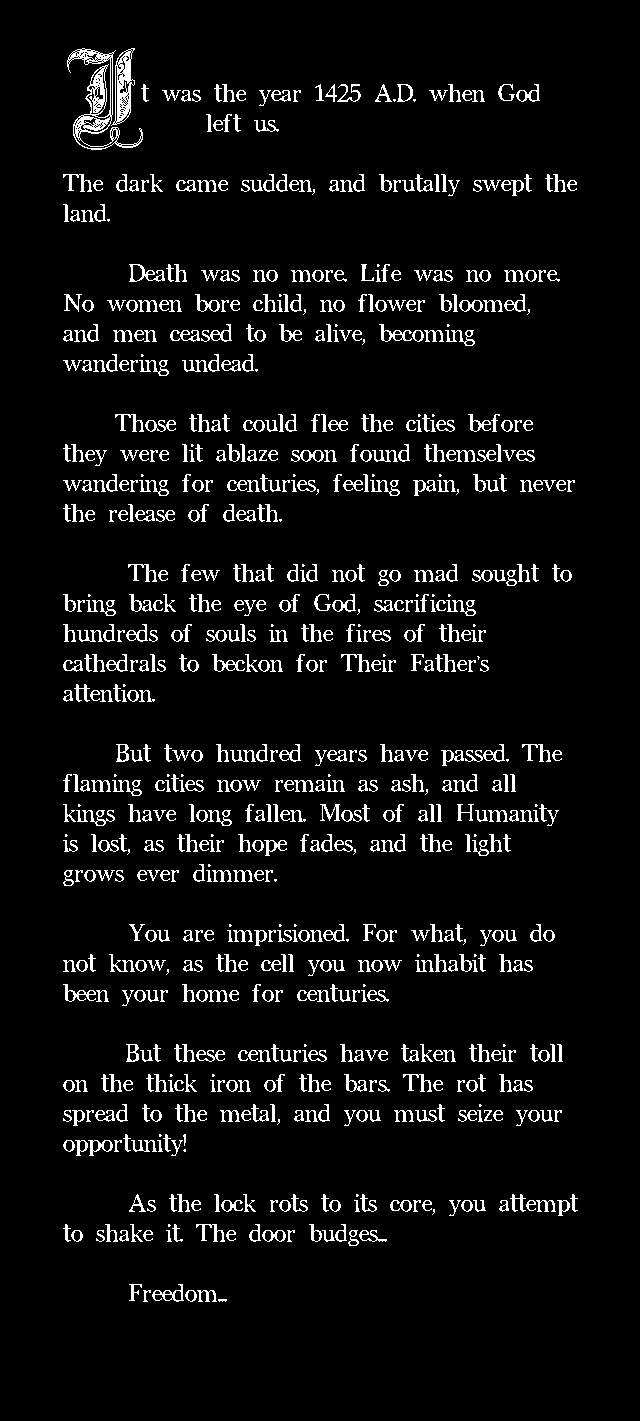 It was the year 1425 A.D. when God
left us.
The dark came sudden, and brutally swept the
land.
Death was no more. Life was no more.
No women bore child, no flower bloomed,
and men ceased to be alive, becoming
wandering undead.
Those that could flee the cities before
they were lit ablaze soon found themselves
wandering for centuries, feeling pain, but never
the release of death.
The few that did not go mad sought to
bring back the eye of God, sacrificing
hundreds of souls in the fires of their
cathedrals to beckon for Their Father's
attention.
But two hundred years have passed. The
flaming cities now remain as ash, and all
kings have long fallen. Most of all Humanity
is lost, as their hope fades, and the light
grows ever dimmer.
You are imprisioned. For what, you do
not know, as the cell you now inhabit has
been your home for centuries.
But these centuries have taken their toll
on the thick iron of the bars. The rot has
spread to the metal, and you must seize your
opportunity!
As the lock rots to its core, you attempt
to shake it. The door budges...
Freedom...